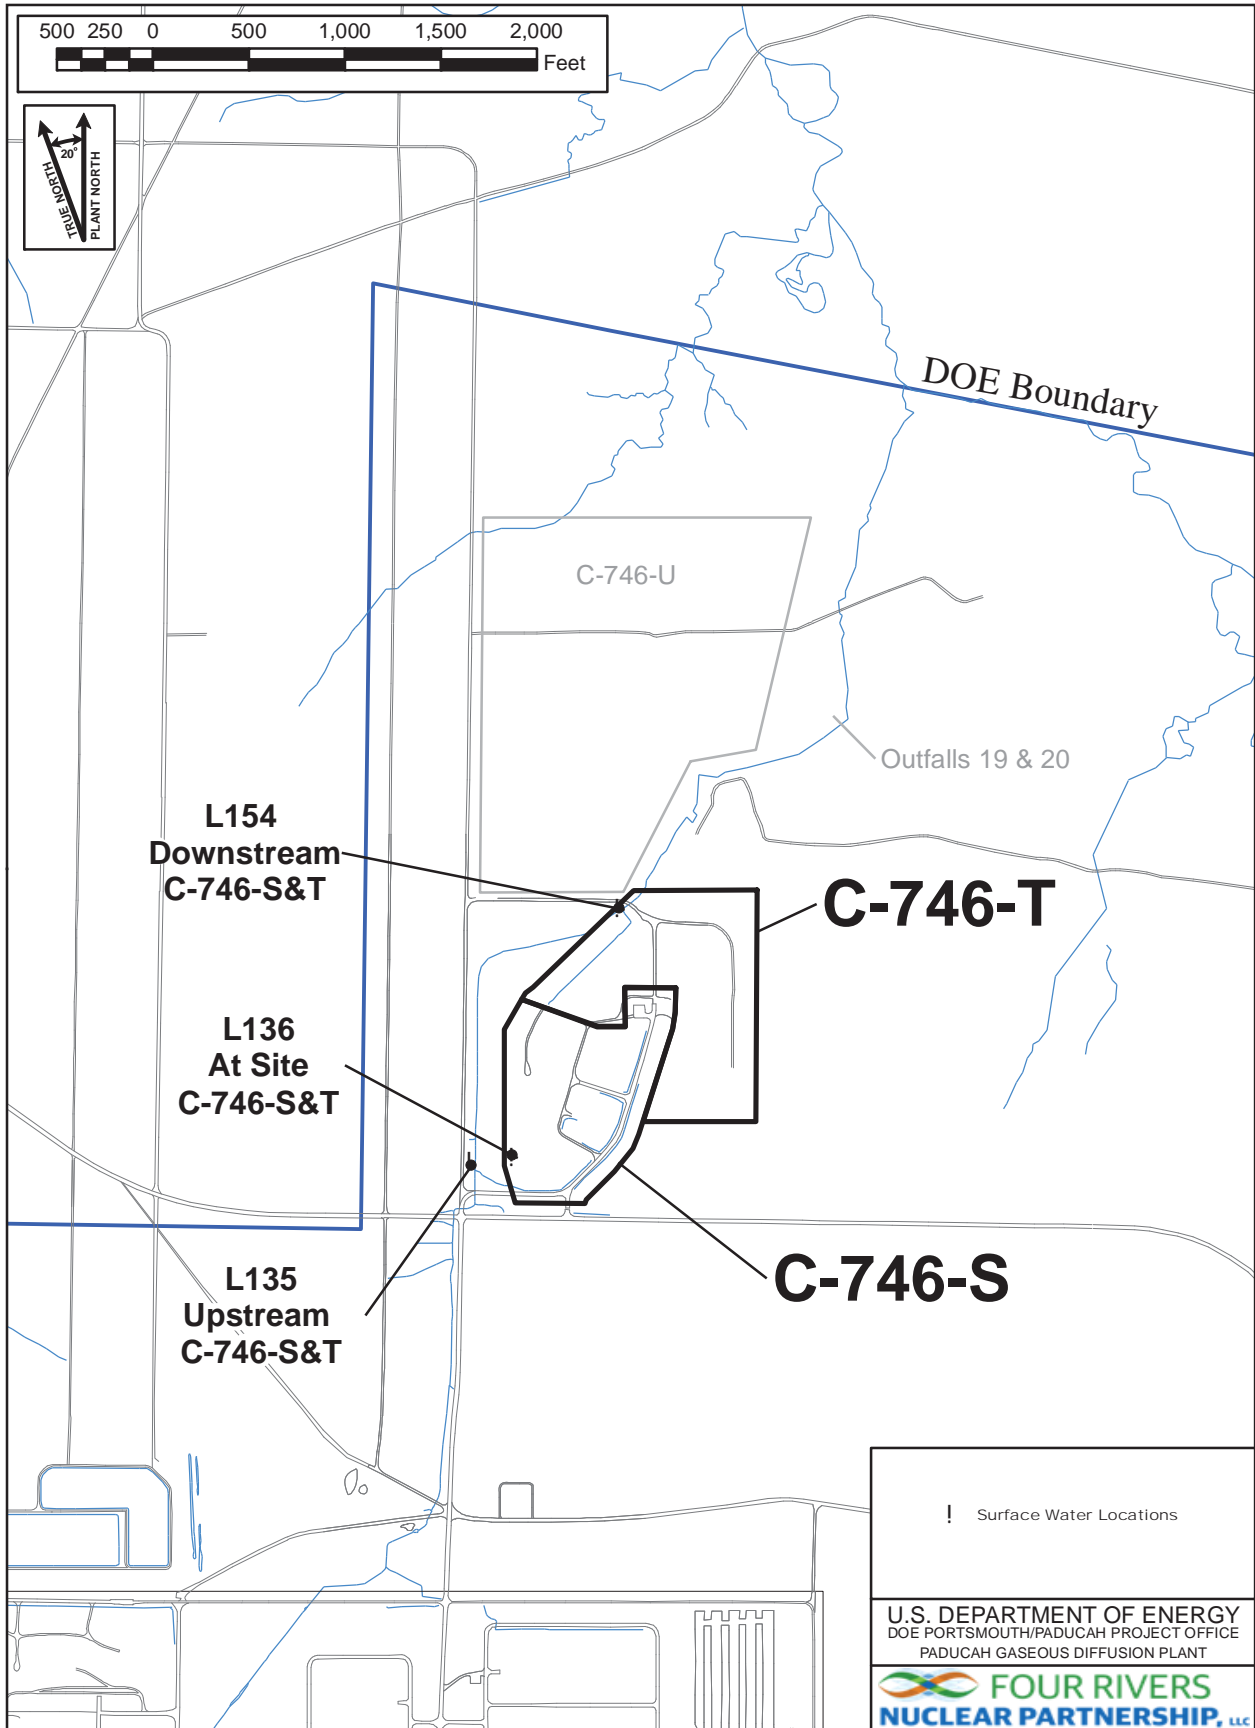 500 250 0 500 1,000 1,500 2,000
Feet
20°
TRUE NORTH
PLANT NORTH
DOE Boundary
C-746-U
Outfalls 19 & 20
L154
Downstream
C-746-S&T
C-746-T
L136
At Site
C-746-S&T
C-746-S
L135
Upstream
C-746-S&T
! Surface Water Locations
U.S. DEPARTMENT OF ENERGY
DOE PORTSMOUTH/PADUCAH PROJECT OFFICE
PADUCAH GASEOUS DIFFUSION PLANT
FOUR RIVERS
NUCLEAR PARTNERSHIP, LLC